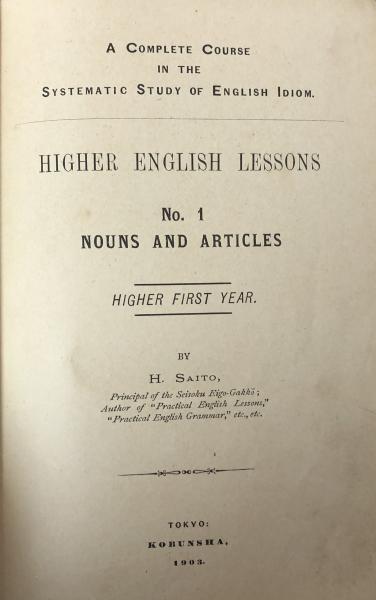 A Complete Course
in the
Systematic Study of English Idiom.
HIGHER ENGLISH LESSONS
No. 1
NOUNS AND ARTICLES
HIGHER FIRST YEAR.
BY
H. Saito,
Principal of the Seisoku Eigo-Gakkō;
Author of "Practical English Lessons,"
"Practical English Grammar," etc., etc.
TOKYO:
KOBUNSHA,
1903.